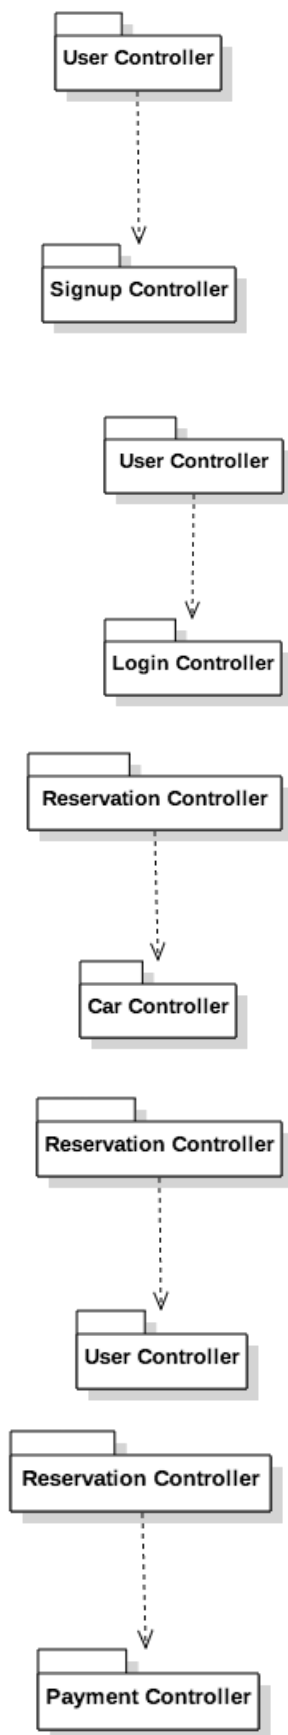 User Controller
Signup Controller
User Controller
Login Controller
Reservation Controller
Car Controller
Reservation Controller
User Controller
Reservation Controller
Payment Controller